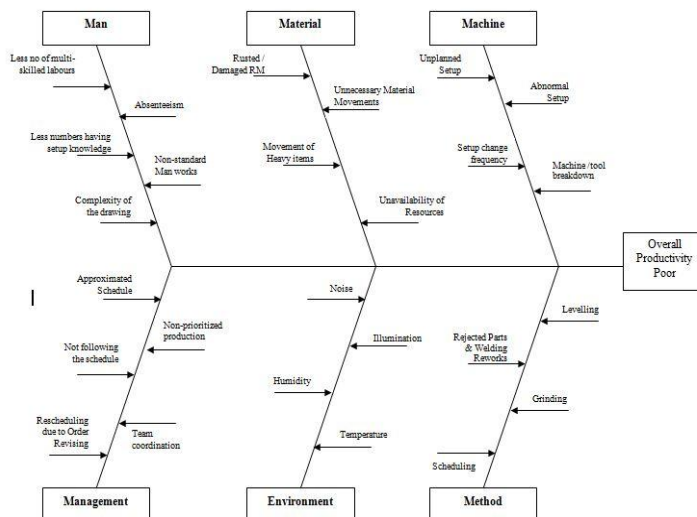 Man
Material
Machine
Less no of multi-
skilled labours
Absenteeism
Less numbers having
setup knowledge
Non-standard
Man works
Complexity of
the drawing
Rusted /
Damaged RM
Unnecessary Material
Movements
Movement of
Heavy items
Unavailability of
Resources
Unplanned
Setup
Abnormal
Setup
Setup change
frequency
Machine /tool
breakdown
Overall
Productivity
Poor
Approximated
Schedule
Non-prioritized
production
Not following
the schedule
Rescheduling
due to Order
Revising
Team
coordination
Noise
Illumination
Humidity
Temperature
Levelling
Rejected Parts
& Welding
Reworks
Grinding
Scheduling
Management
Environment
Method